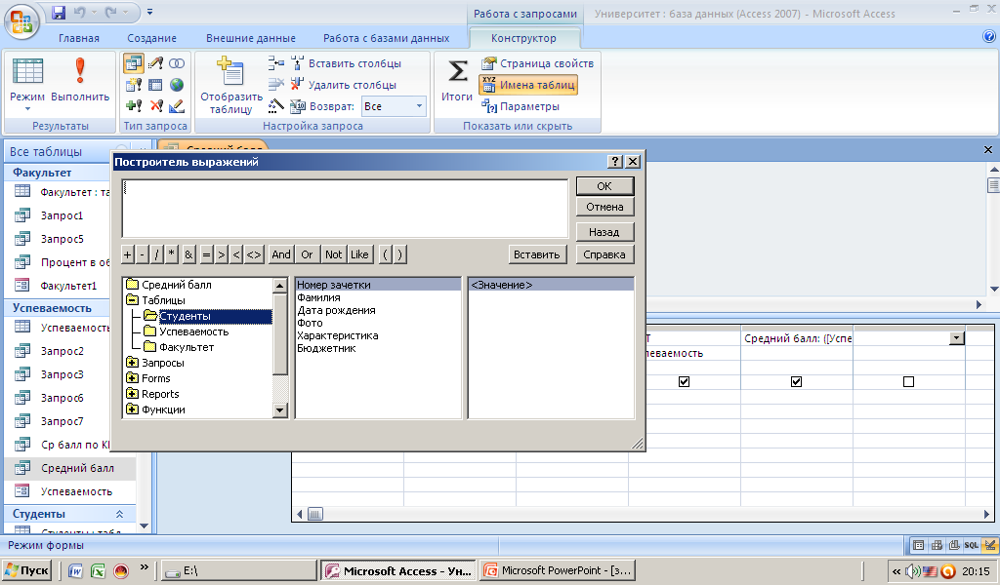 Работа с запросами
Университет : база данных (Access 2007) - Microsoft Access
Главная
Создание
Внешние данные
Работа с базами данных
Конструктор
Режим
Выполнить
Результаты
Тип запроса
Отобразить таблицу
Вставить столбцы
Удалить столбцы
Возврат: Все
Настройка запроса
Итоги
Страница свойств
Имена таблиц
Параметры
Показать или скрыть
Все таблицы
Факультет
Факультет : та
Запрос1
Запрос5
Процент в об
Факультет1
Успеваемость
Успеваемость
Запрос2
Запрос3
Запрос6
Запрос7
Ср балл по К
Средний балл
Успеваемость
Студенты
Студенты : табл
Средний балл
Построитель выражений
OK
Отмена
Назад
Справка
+ - / * & = > < <> And Or Not Like ( )
Вставить
Средний балл
Таблицы
Студенты
Успеваемость
Факультет
Запросы
Forms
Reports
Функции
Номер зачетки
Фамилия
Дата рождения
Фото
Характеристика
Бюджетник
<Значение>
Т
певаемость
Средний балл: ([Успе
Режим формы
SQL
Пуск
»
E:\
Microsoft Access - Ун...
Microsoft PowerPoint - [з...
«
20:15